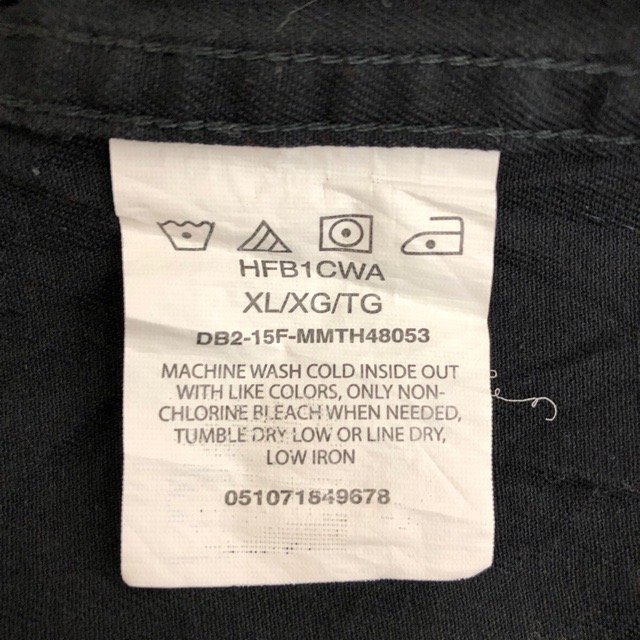 HFB1CWA
XL/XG/TG
DB2-15F-MMTH48053
MACHINE WASH COLD INSIDE OUT
WITH LIKE COLORS, ONLY NON-
CHLORINE BLEACH WHEN NEEDED,
TUMBLE DRY LOW OR LINE DRY,
LOW IRON
051071849678